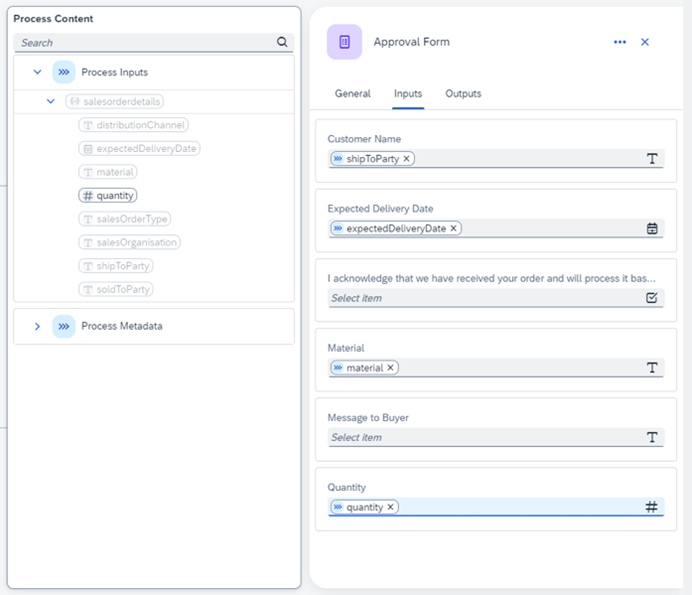 Process Content
Search
Process Inputs
salesorderdetails
distributionChannel
expectedDeliveryDate
material
quantity
salesOrderType
salesOrganisation
shipToParty
soldToParty
Process Metadata
Approval Form
General Inputs Outputs
Customer Name
shipToParty
Expected Delivery Date
expectedDeliveryDate
I acknowledge that we have received your order and will process it bas...
Select item
Material
material
Message to Buyer
Select item
Quantity
quantity